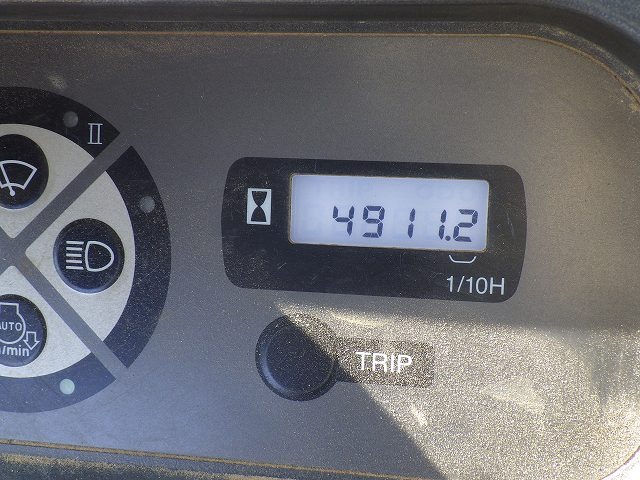 II
4911.2
1/10H
AUTO
n/min
TRIP